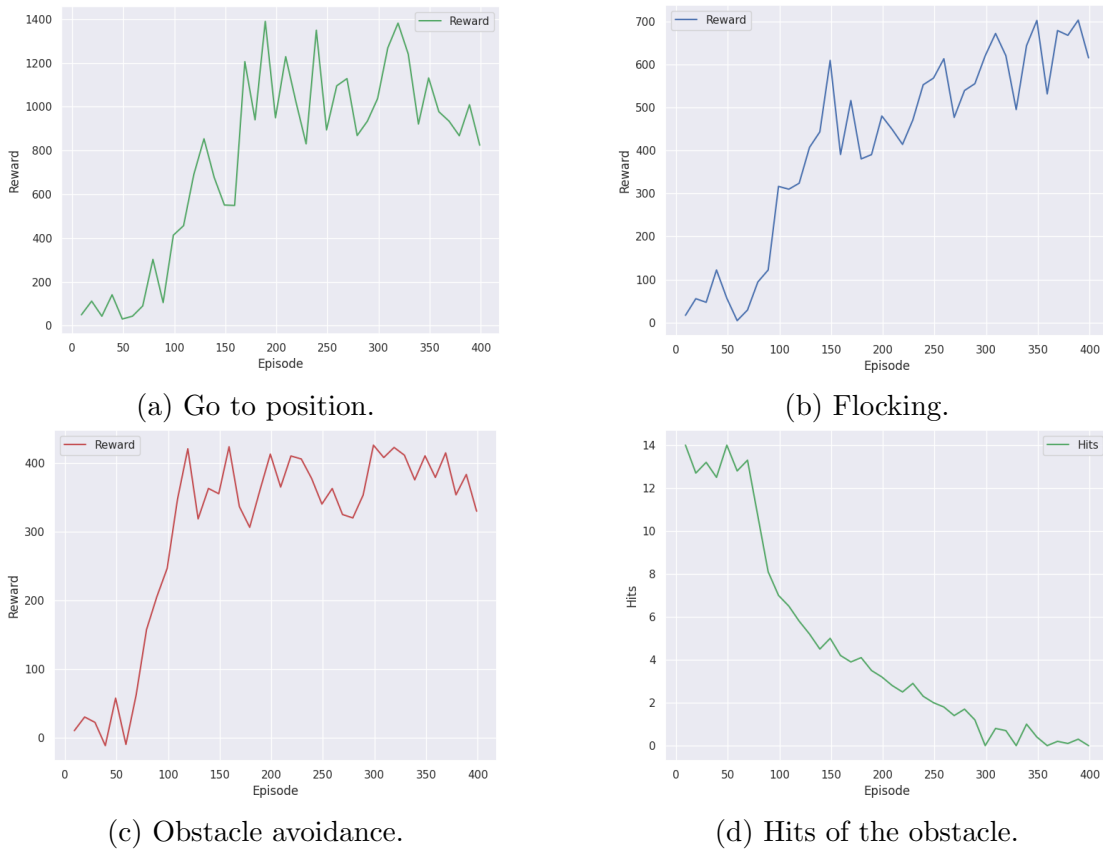 Reward
1400
1200
1000
800
600
400
200
0
Reward
0 50 100 150 200 250 300 350 400
Episode
(a) Go to position.
Reward
700
600
500
400
300
200
100
0
Reward
0 50 100 150 200 250 300 350 400
Episode
(b) Flocking.
Reward
400
300
200
100
0
Reward
0 50 100 150 200 250 300 350 400
Episode
(c) Obstacle avoidance.
Hits
14
12
10
8
6
4
2
0
Hits
0 50 100 150 200 250 300 350 400
Episode
(d) Hits of the obstacle.